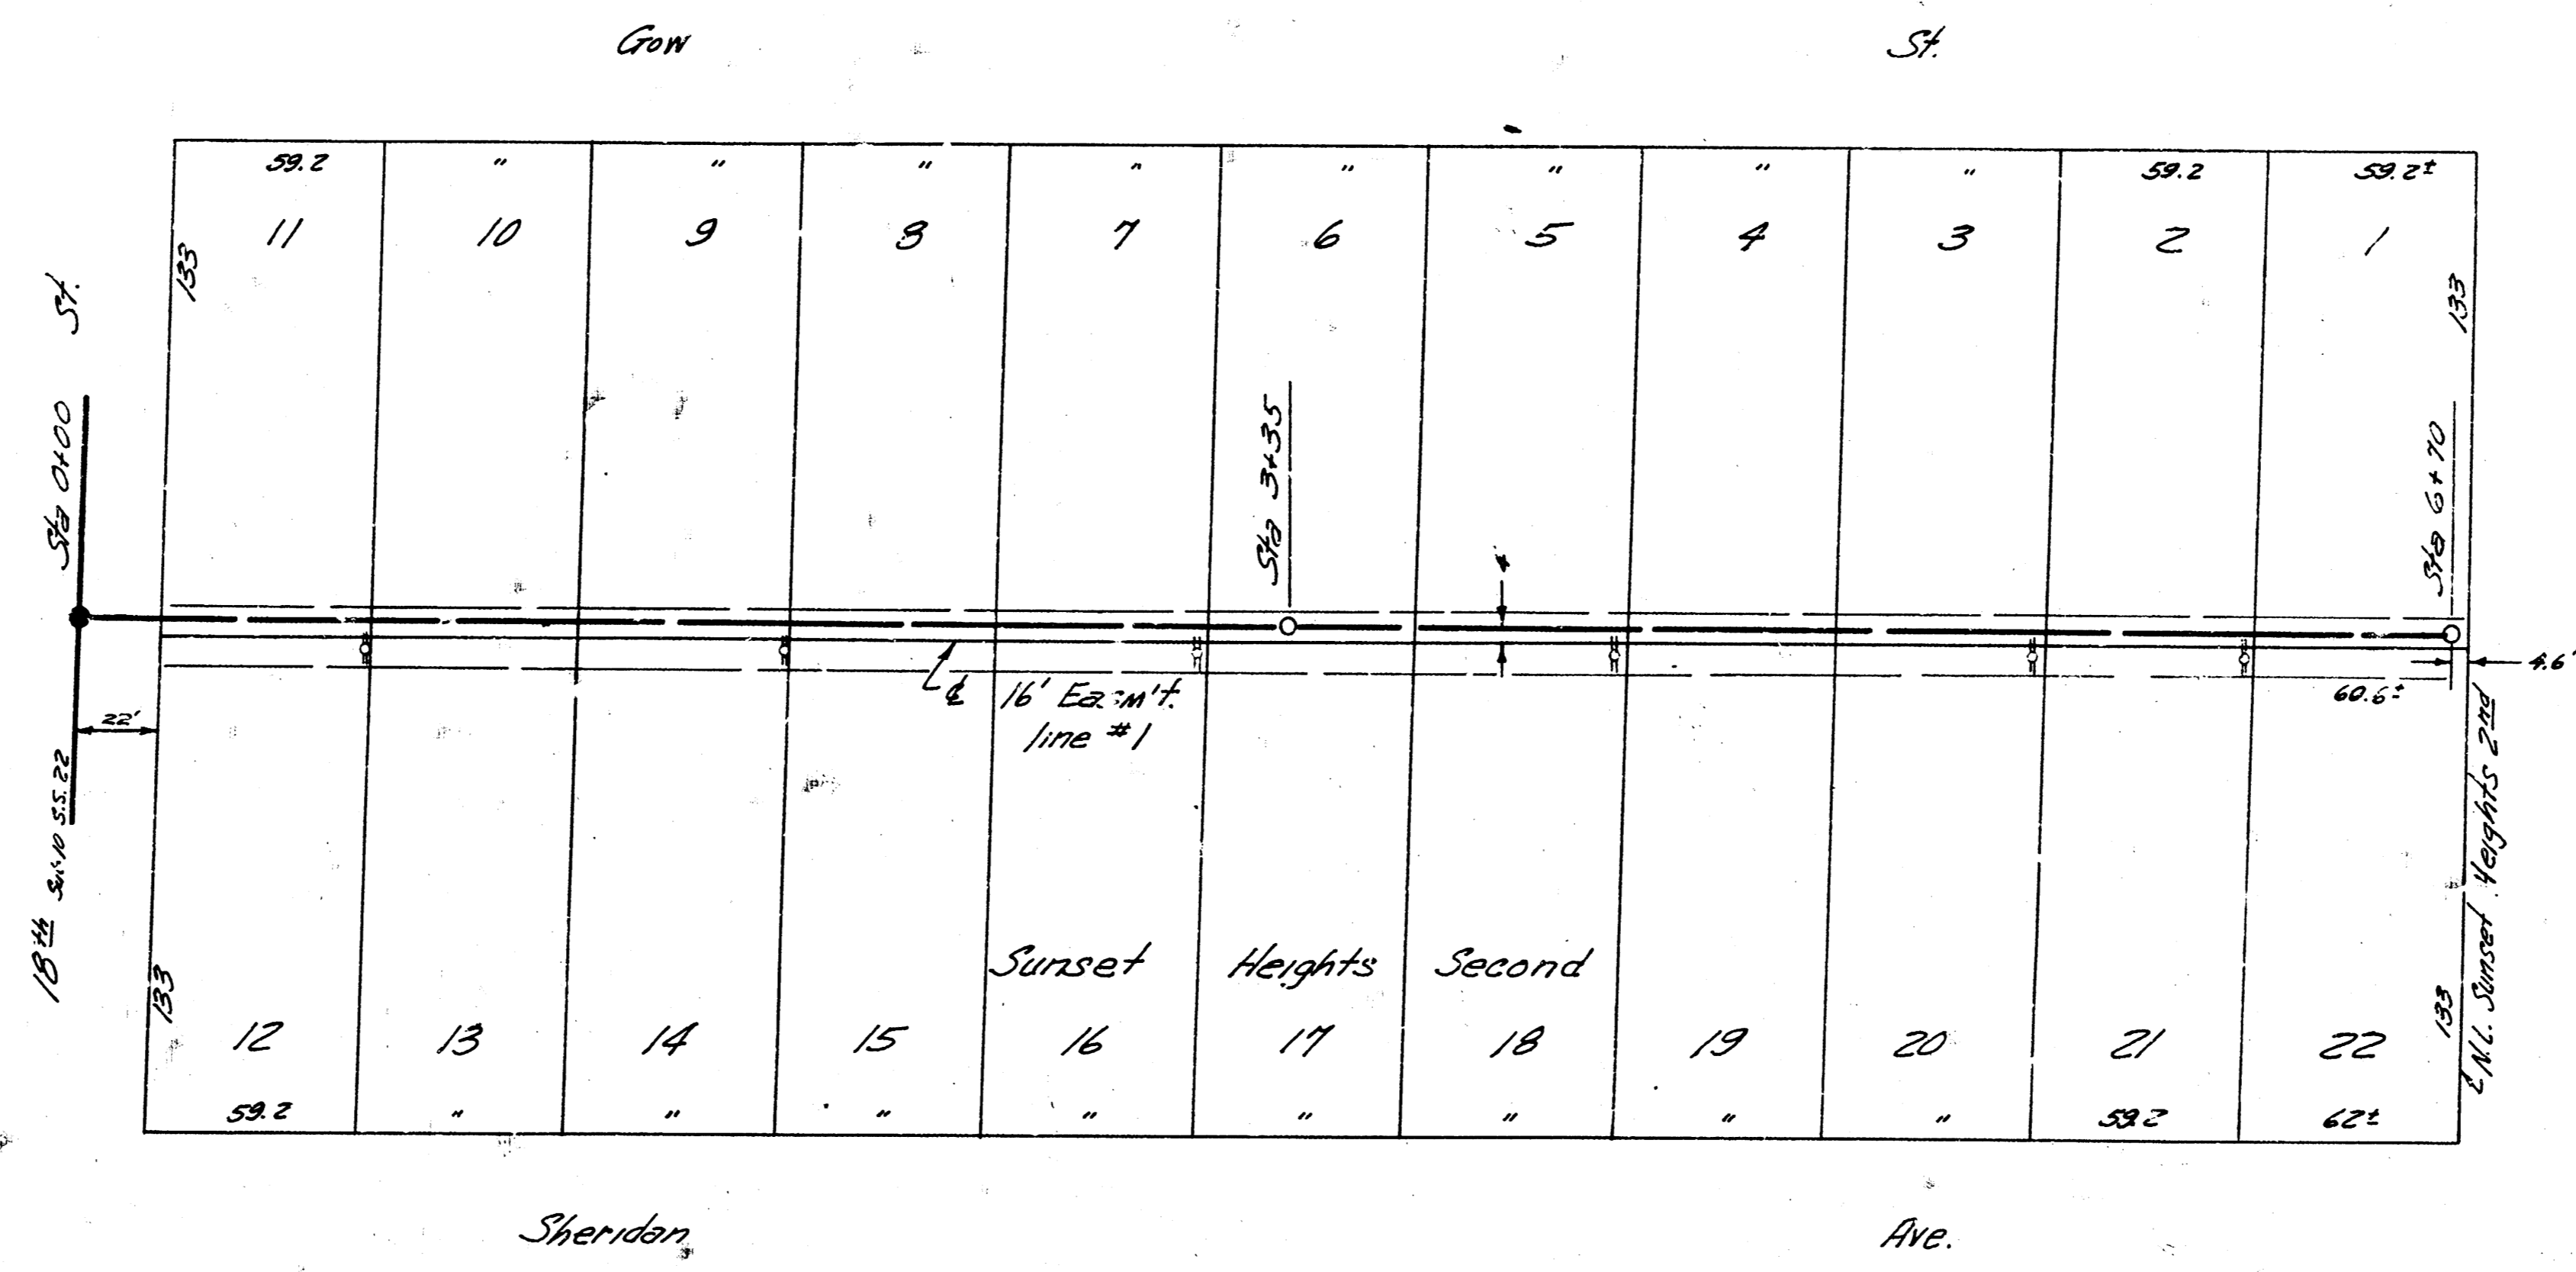 Gow St.
59.2 " " " " " " " " 59.2 59.2±
11 10 9 8 7 6 5 4 3 2 1
133 133
18th St.
Sta 0+00
Sta 3+35
Sta 6+70
4
4.6'
22'
℄ 16' Easm't.
line #1
60.6±
S.S. 22
℄ N.L. Sunset Heights 2nd
Sunset Heights Second
133 133
12 13 14 15 16 17 18 19 20 21 22
59.2 " " " " " " " " 59.2 62±
Sheridan Ave.